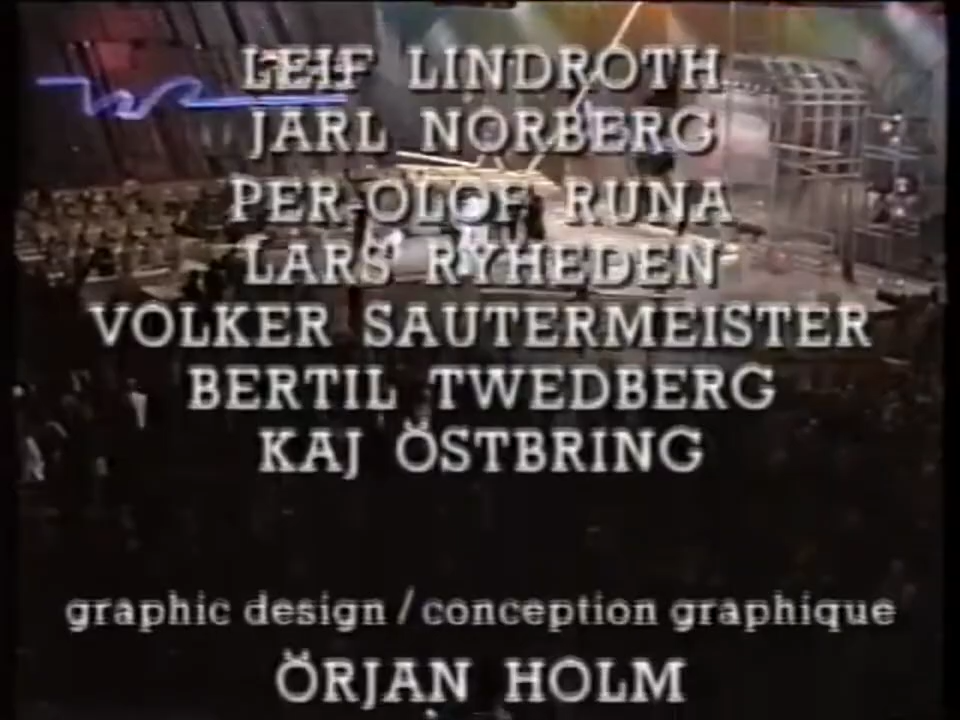 LEIF LINDROTH
JARL NORBERG
PER-OLOF RUNA
LARS RYHEDEN
VOLKER SAUTERMEISTER
BERTIL TWEDBERG
KAJ ÖSTBRING
graphic design / conception graphique
ÖRJAN HOLM